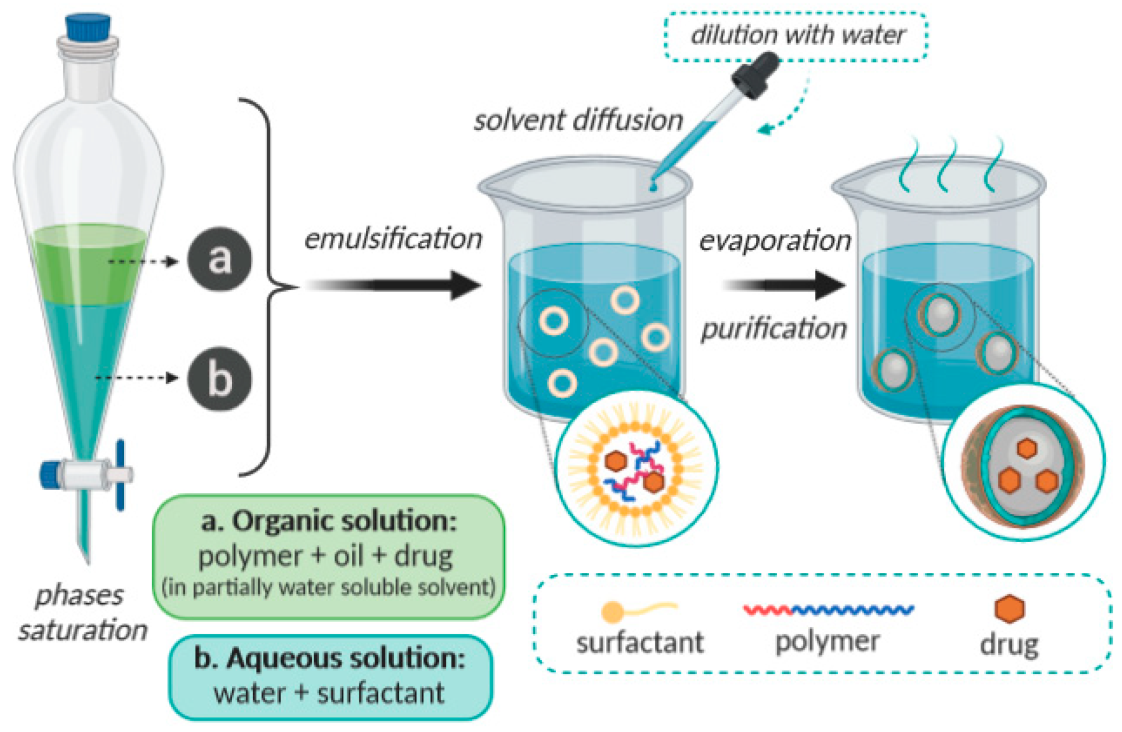 dilution with water
solvent diffusion
a
b
emulsification
evaporation
purification
phases
saturation
a. Organic solution:
polymer + oil + drug
(in partially water soluble solvent)
b. Aqueous solution:
water + surfactant
surfactant
polymer
drug